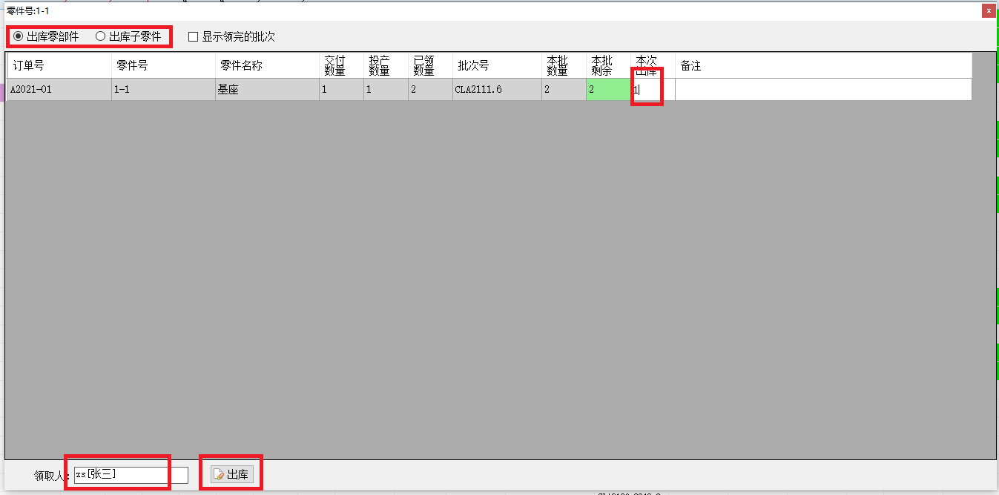 零件号:1-1
出库零部件 出库子零件 显示领完的批次
订单号 零件号 零件名称 交付数量 投产数量 已领数量 批次号 本批数量 本批剩余 本次出库 备注
A2021-01 1-1 基座 1 1 2 CLA2111.6 2 2 1
领取人: zs[张三] 出库